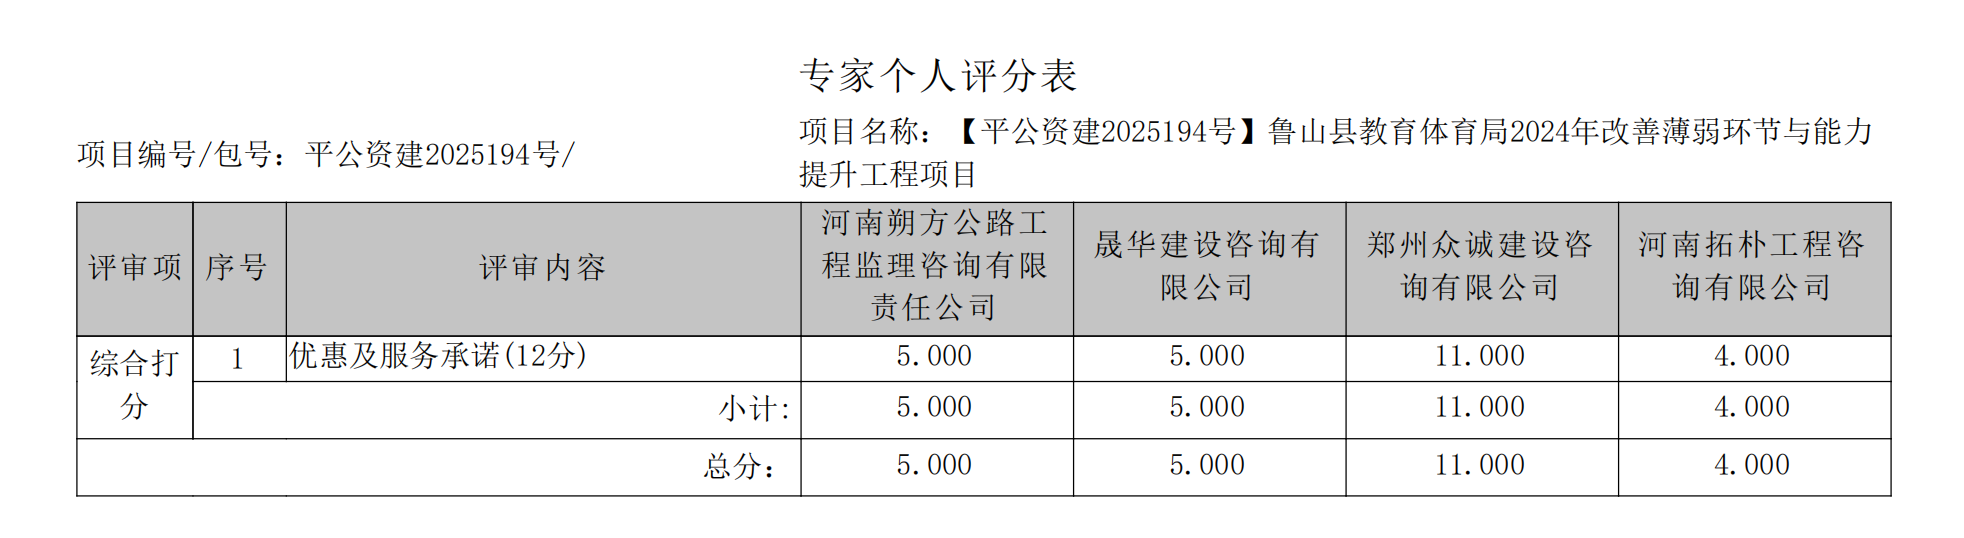 专家个人评分表
项目编号/包号：平公资建2025194号/
项目名称：【平公资建2025194号】鲁山县教育体育局2024年改善薄弱环节与能力
提升工程项目
评审项 序号 评审内容 河南朔方公路工程监理咨询有限责任公司 晟华建设咨询有限公司 郑州众诚建设咨询有限公司 河南拓朴工程咨询有限公司
综合打分 1 优惠及服务承诺(12分) 5.000 5.000 11.000 4.000
小计: 5.000 5.000 11.000 4.000
总分： 5.000 5.000 11.000 4.000